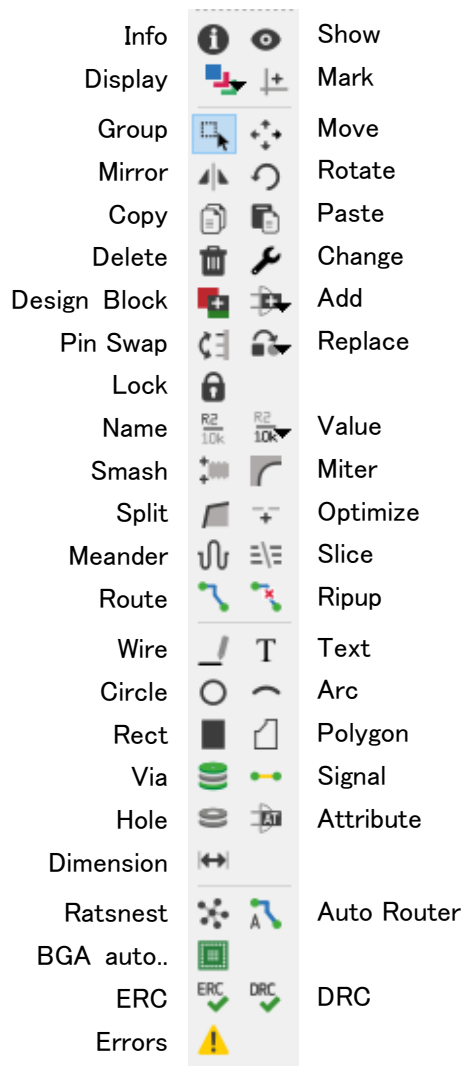 Info Show
Display Mark
Group Move
Mirror Rotate
Copy Paste
Delete Change
Design Block Add
Pin Swap Replace
Lock
Name R2 10k R2 10k Value
Smash Miter
Split Optimize
Meander Slice
Route Ripup
Wire T Text
Circle Arc
Rect Polygon
Via Signal
Hole AT Attribute
Dimension
Ratsnest A Auto Router
BGA auto..
ERC ERC DRC DRC
Errors